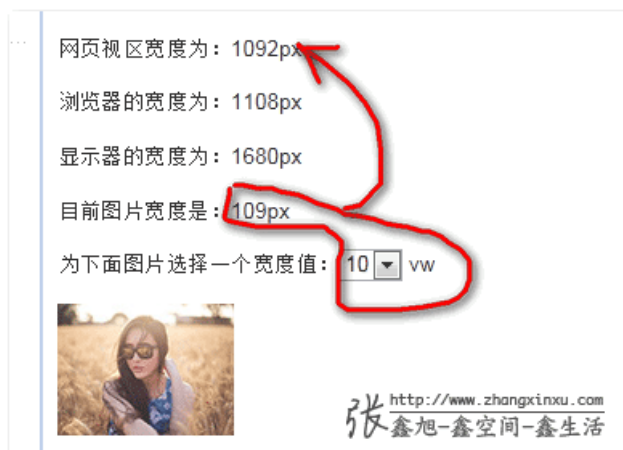 网页视区宽度为：1092px
浏览器的宽度为：1108px
显示器的宽度为：1680px
目前图片宽度是：109px
为下面图片选择一个宽度值： 10 vw
http://www.zhangxinxu.com
张鑫旭-鑫空间-鑫生活